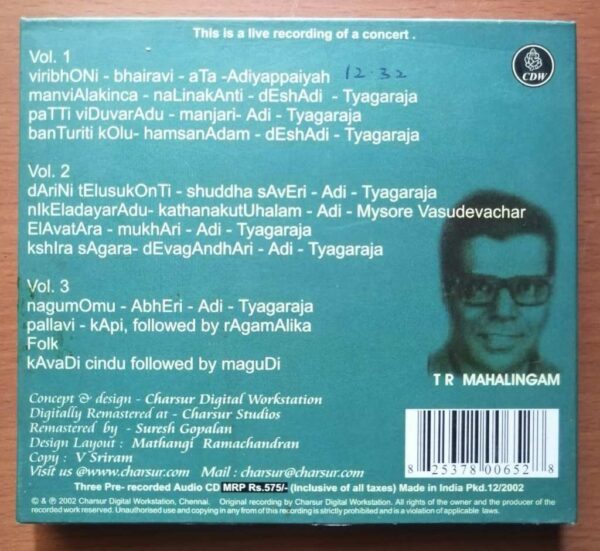 This is a live recording of a concert .
CDW
Vol. 1
viribhONi - bhairavi - aTa -Adiyappaiyah 12.32
manviAlakinca - naLinakAnti - dEshAdi - Tyagaraja
paTTi viDuvarAdu - manjari- Adi - Tyagaraja
banTuriti kOlu- hamsanAdam - dEshAdi - Tyagaraja
Vol. 2
dAriNi tElusukOnTi - shuddha sAvEri - Adi - Tyagaraja
nIkEladayarAdu- kathanakutUhalam - Adi - Mysore Vasudevachar
ElAvatAra - mukhAri - Adi - Tyagaraja
kshIra sAgara- dEvagAndhAri - Adi - Tyagaraja
Vol. 3
nagumOmu - AbhEri - Adi - Tyagaraja
pallavi - kApi, followed by rAgamAlika
Folk
kAvaDi cindu followed by maguDi
T R MAHALINGAM
Concept & design - Charsur Digital Workstation
Digitally Remastered at - Charsur Studios
Remastered by - Suresh Gopalan
Design Layout : Mathangi Ramachandran
Copy : V Sriram
Visit us @www.charsur.com Mail : charsur@charsur.com
8 25378 00652 8
Three Pre- recorded Audio CD MRP Rs.575/- (Inclusive of all taxes) Made in India Pkd.12/2002
© & ℗ 2002 Charsur Digital Workstation, Chennai. Original recording by Charsur Digital Workstation. All rights of the owner and the producer of
the recorded work reserved. Unauthorised use and copying in any from of this recording is strictly prohibited and is a violation of applicable laws.